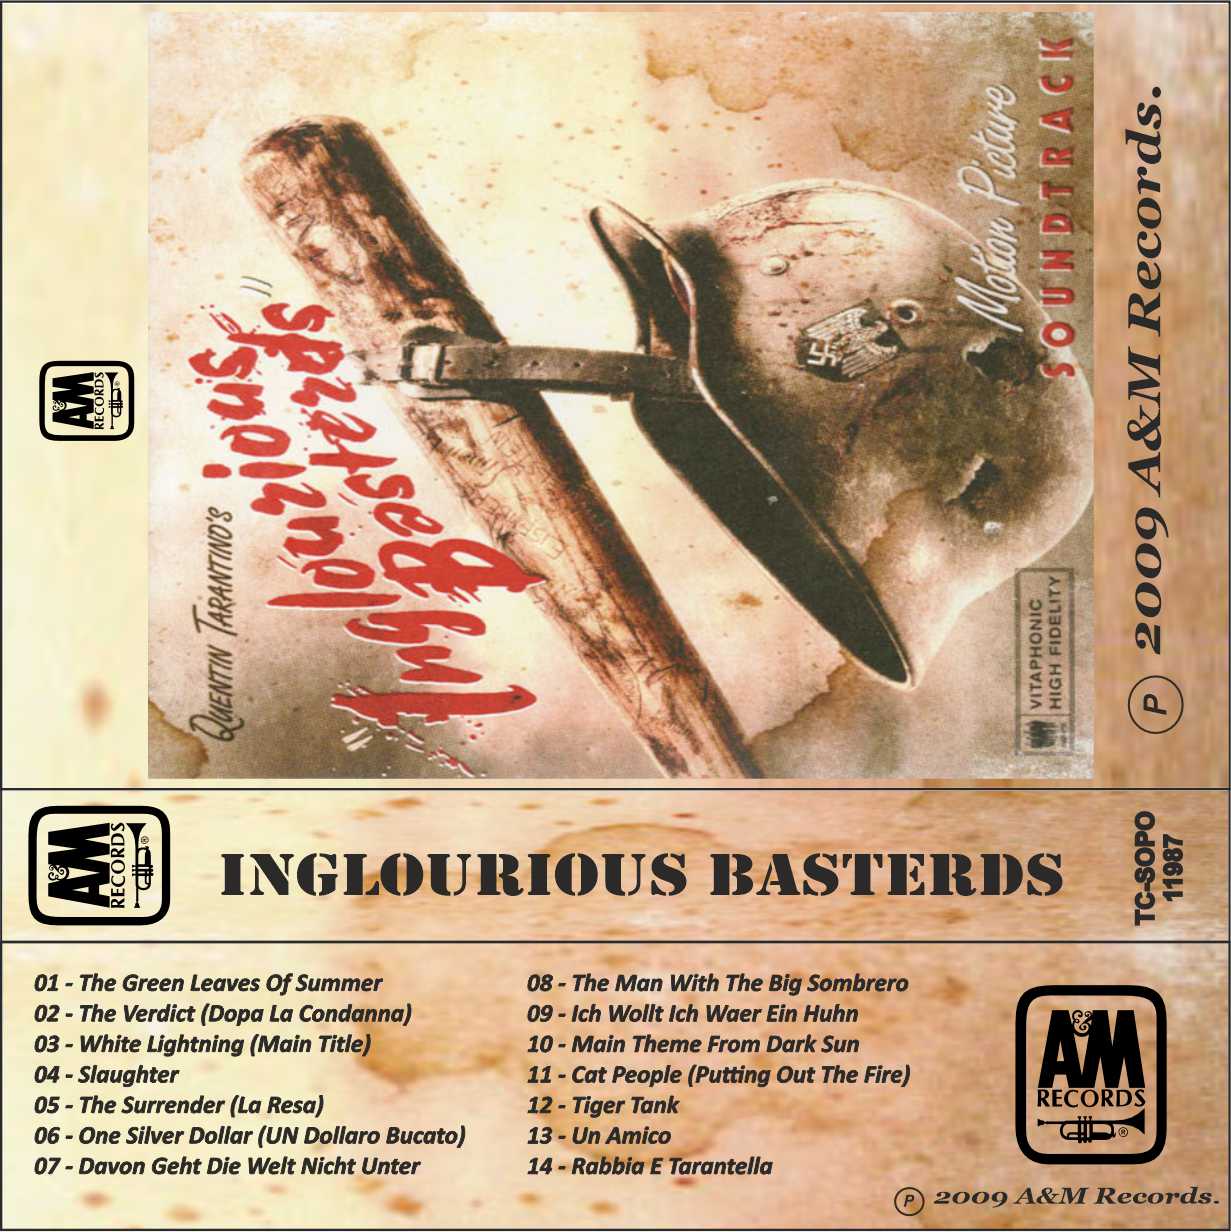 A&M
RECORDS
®
QUENTIN TARANTINO'S
"Inglourious
Basterds"
Motion Picture
SOUNDTRACK
VITAPHONIC
HIGH FIDELITY
P 2009 A&M Records.
A&M
RECORDS
®
INGLOURIOUS BASTERDS
TC-SOPO
11987
01 - The Green Leaves Of Summer
02 - The Verdict (Dopa La Condanna)
03 - White Lightning (Main Title)
04 - Slaughter
05 - The Surrender (La Resa)
06 - One Silver Dollar (UN Dollaro Bucato)
07 - Davon Geht Die Welt Nicht Unter
08 - The Man With The Big Sombrero
09 - Ich Wollt Ich Waer Ein Huhn
10 - Main Theme From Dark Sun
11 - Cat People (Putting Out The Fire)
12 - Tiger Tank
13 - Un Amico
14 - Rabbia E Tarantella
A&M
RECORDS
®
P 2009 A&M Records.